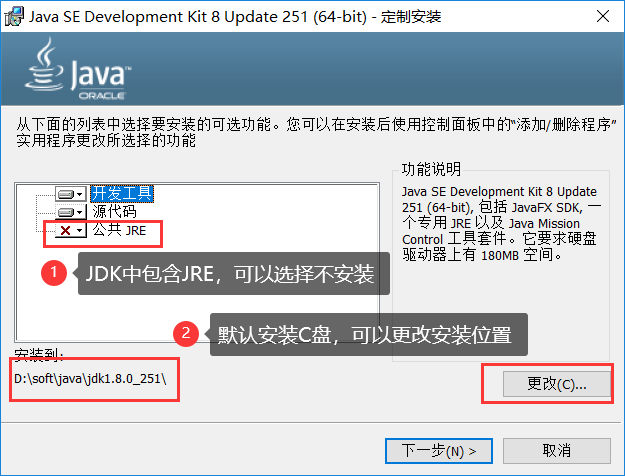 Java SE Development Kit 8 Update 251 (64-bit) - 定制安装
Java™
ORACLE
从下面的列表中选择要安装的可选功能。您可以在安装后使用控制面板中的“添加/删除程序”
实用程序更改所选择的功能
开发工具
源代码
公共 JRE
1 JDK中包含JRE，可以选择不安装
功能说明
Java SE Development Kit 8 Update
251 (64-bit), 包括 JavaFX SDK, 一
个专用 JRE 以及 Java Mission
Control 工具套件。它要求硬盘
驱动器上有 180MB 空间。
2 默认安装C盘，可以更改安装位置
安装到:
D:\soft\java\jdk1.8.0_251\
更改(C)...
下一步(N) >
取消